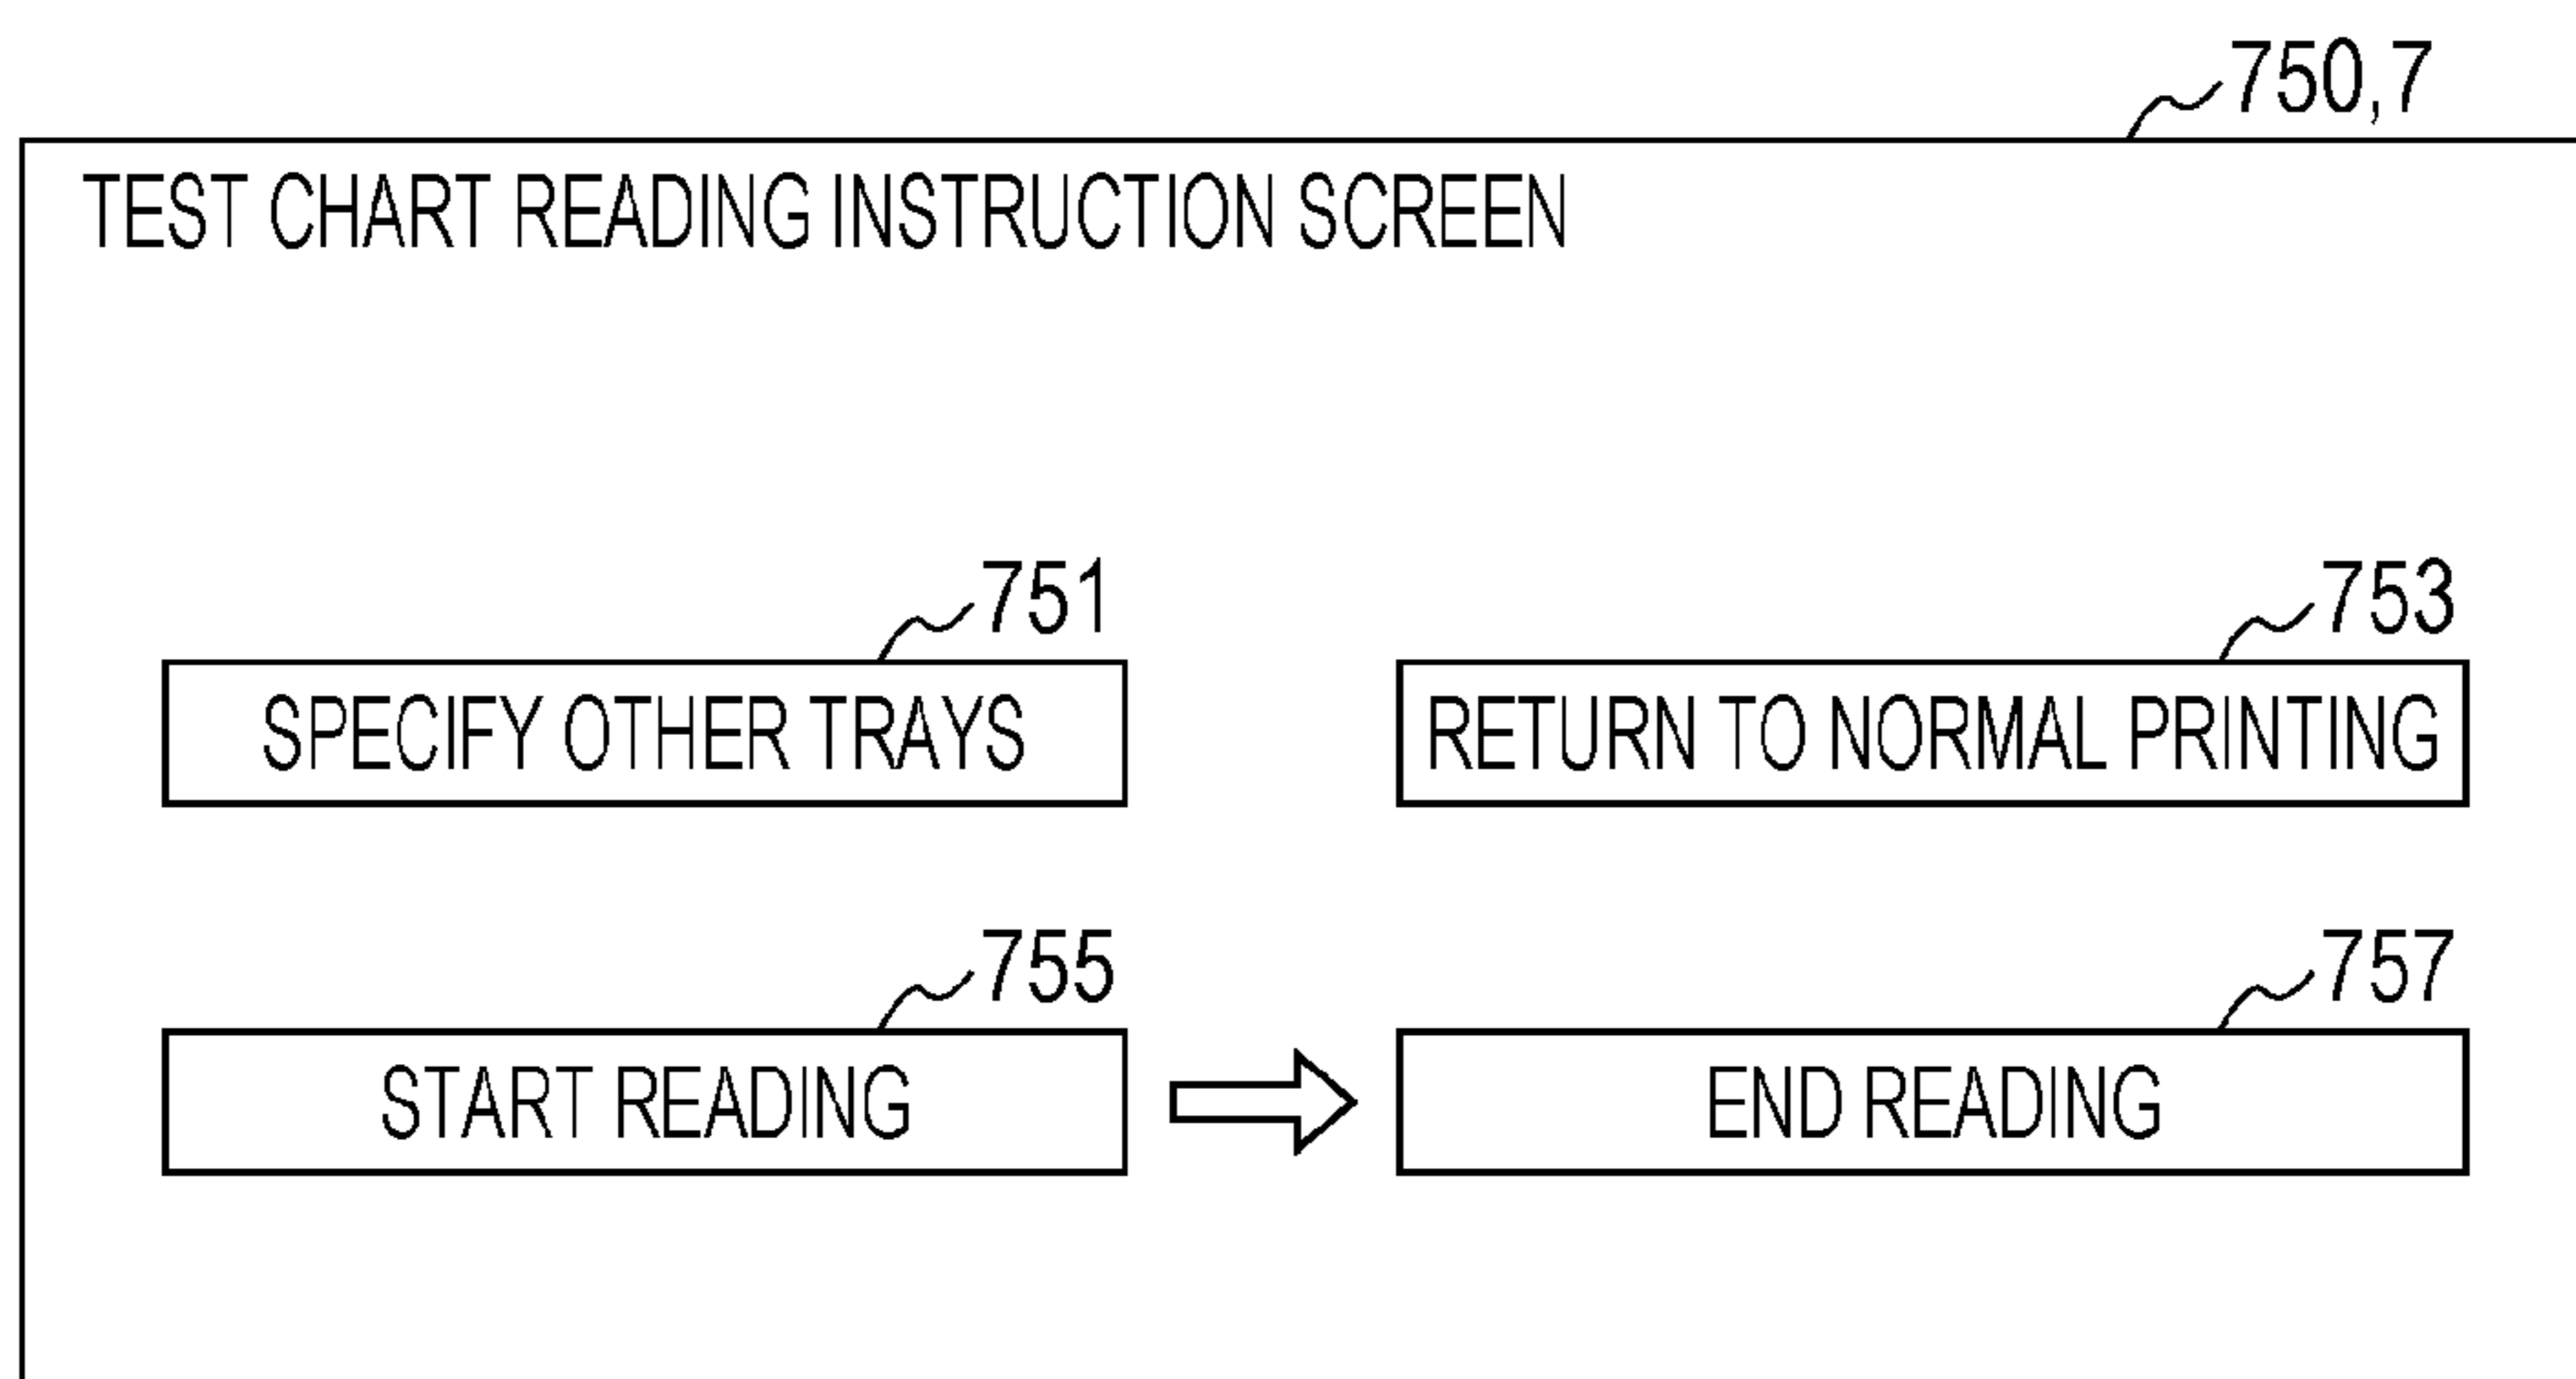 750,7
TEST CHART READING INSTRUCTION SCREEN
751
753
SPECIFY OTHER TRAYS
RETURN TO NORMAL PRINTING
755
757
START READING
END READING